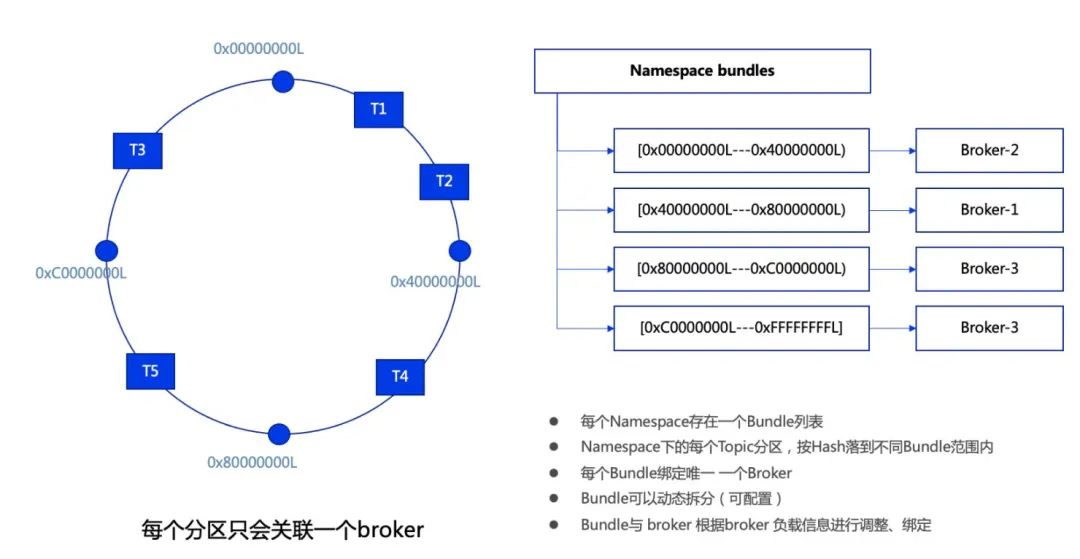 0x00000000L
T1
T3
T2
0xC0000000L
0x40000000L
T5
T4
0x80000000L
每个分区只会关联一个broker
Namespace bundles
[0x00000000L---0x40000000L)
Broker-2
[0x40000000L---0x80000000L)
Broker-1
[0x80000000L---0xC0000000L)
Broker-3
[0xC0000000L---0xFFFFFFFFL]
Broker-3
● 每个Namespace存在一个Bundle列表
● Namespace下的每个Topic分区，按Hash落到不同Bundle范围内
● 每个Bundle绑定唯一 一个Broker
● Bundle可以动态拆分（可配置）
● Bundle与 broker 根据broker 负载信息进行调整、绑定